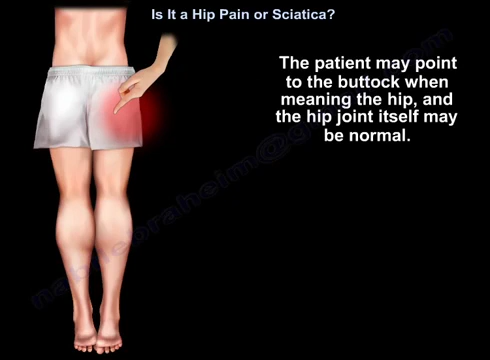 Is It a Hip Pain or Sciatica?
The patient may point
to the buttock when
meaning the hip, and
the hip joint itself may
be normal.